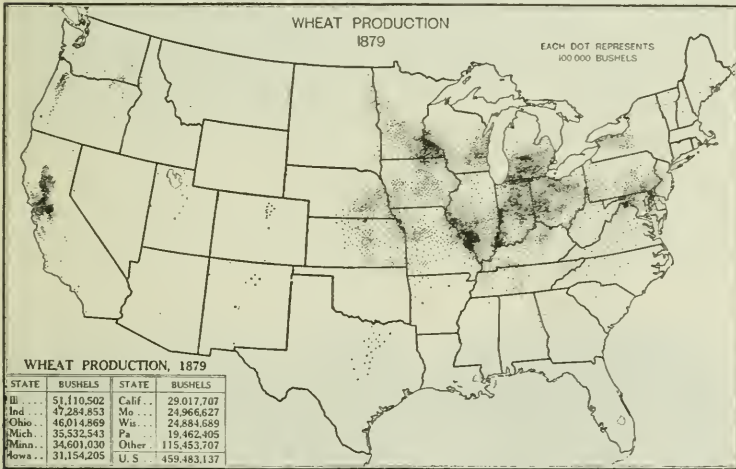 WHEAT PRODUCTION
1879
EACH DOT REPRESENTS
100 000 BUSHELS
WHEAT PRODUCTION, 1879
STATE BUSHELS STATE BUSHELS
Ill.... 51,110,502 Calif.. 29,017,707
Ind... 47,284,853 Mo... 24,966,627
Ohio.. 46,014,869 Wis... 24,884,689
Mich.. 35,532,543 Pa... 19,462,405
Minn.. 34,601,030 Other. 115,453,707
Iowa.. 31,154,205 U. S.. 459,483,137